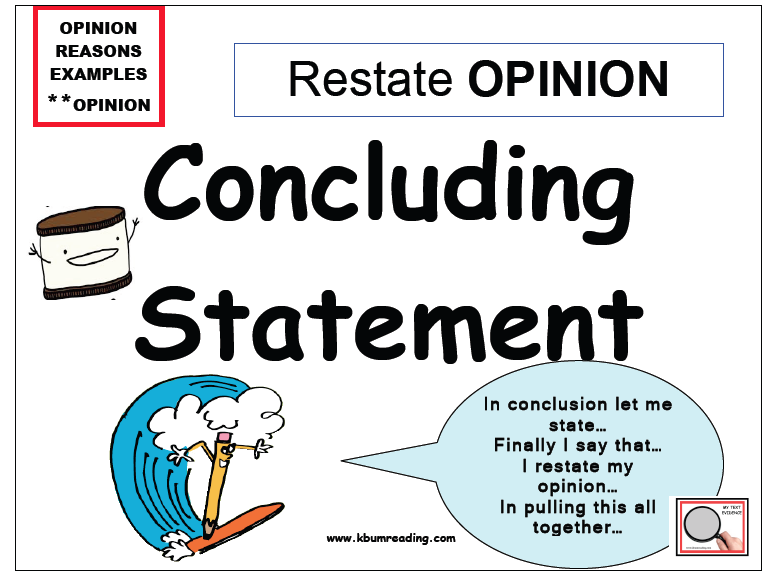 OPINION
REASONS
EXAMPLES
**OPINION
Restate OPINION
Concluding
Statement
In conclusion let me
state…
Finally I say that…
I restate my
opinion…
In pulling this all
together…
www.kbumreading.com
MY TEXT
EVIDENCE